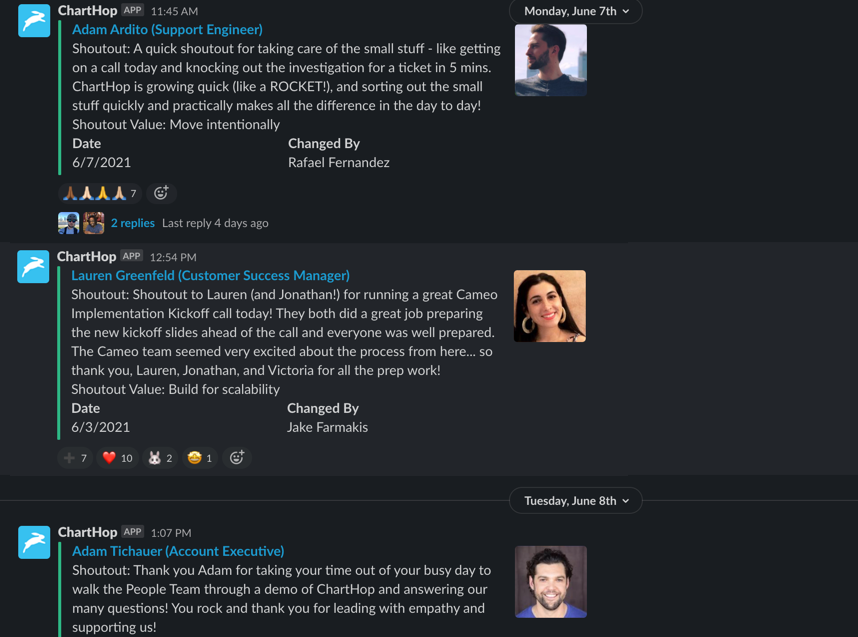 Monday, June 7th
ChartHop APP 11:45 AM
Adam Ardito (Support Engineer)
Shoutout: A quick shoutout for taking care of the small stuff - like getting
on a call today and knocking out the investigation for a ticket in 5 mins.
ChartHop is growing quick (like a ROCKET!), and sorting out the small
stuff quickly and practically makes all the difference in the day to day!
Shoutout Value: Move intentionally
Date Changed By
6/7/2021 Rafael Fernandez
7
2 replies Last reply 4 days ago
ChartHop APP 12:54 PM
Lauren Greenfeld (Customer Success Manager)
Shoutout: Shoutout to Lauren (and Jonathan!) for running a great Cameo
Implementation Kickoff call today! They both did a great job preparing
the new kickoff slides ahead of the call and everyone was well prepared.
The Cameo team seemed very excited about the process from here... so
thank you, Lauren, Jonathan, and Victoria for all the prep work!
Shoutout Value: Build for scalability
Date Changed By
6/3/2021 Jake Farmakis
7 10 2 1
Tuesday, June 8th
ChartHop APP 1:07 PM
Adam Tichauer (Account Executive)
Shoutout: Thank you Adam for taking your time out of your busy day to
walk the People Team through a demo of ChartHop and answering our
many questions! You rock and thank you for leading with empathy and
supporting us!